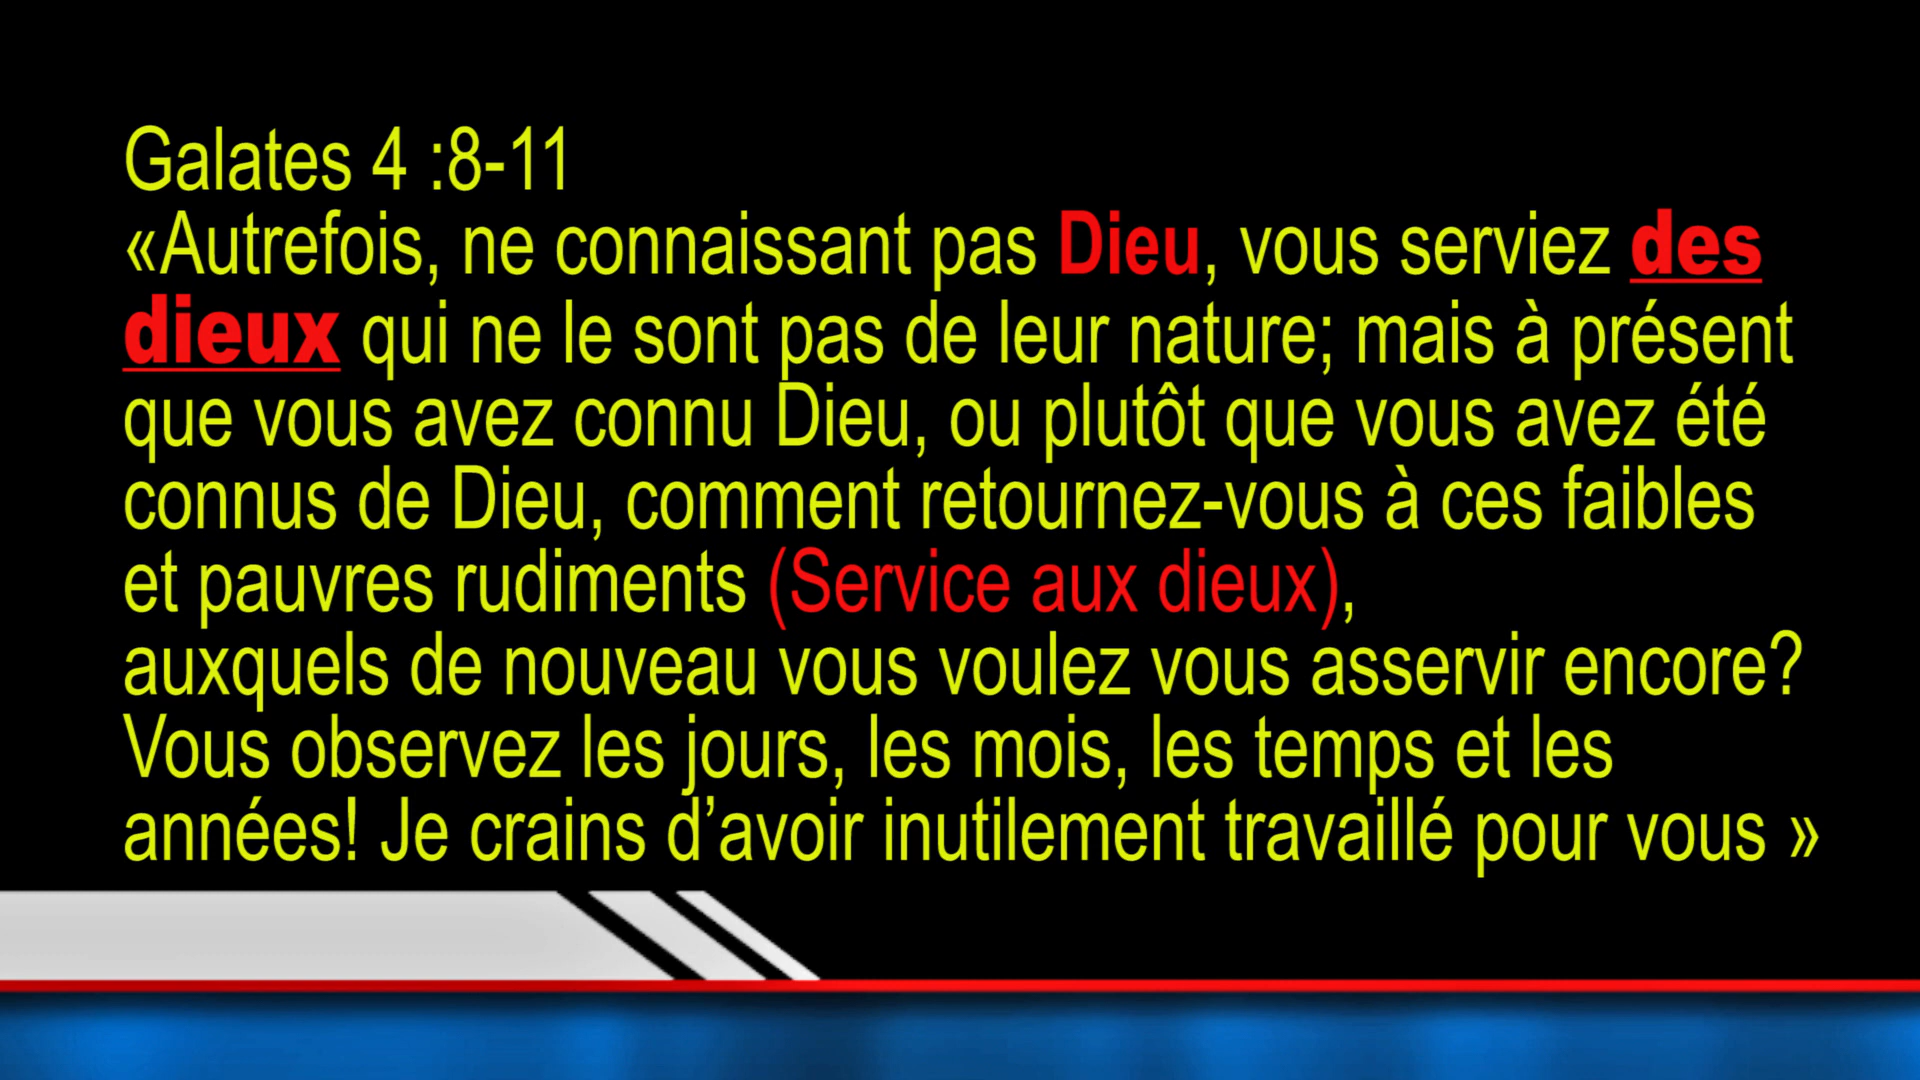 Galates 4 :8-11
«Autrefois, ne connaissant pas Dieu, vous serviez des
dieux qui ne le sont pas de leur nature; mais à présent
que vous avez connu Dieu, ou plutôt que vous avez été
connus de Dieu, comment retournez-vous à ces faibles
et pauvres rudiments (Service aux dieux),
auxquels de nouveau vous voulez vous asservir encore?
Vous observez les jours, les mois, les temps et les
années! Je crains d’avoir inutilement travaillé pour vous »